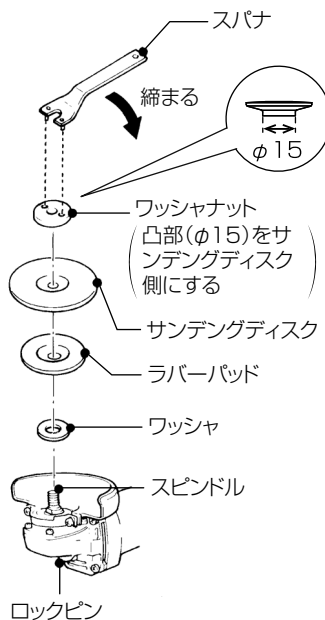 スパナ
締まる
φ15
ワッシャナット
(凸部(φ15)をサ
ンデングディスク
側にする)
サンデングディスク
ラバーパッド
ワッシャ
スピンドル
ロックピン